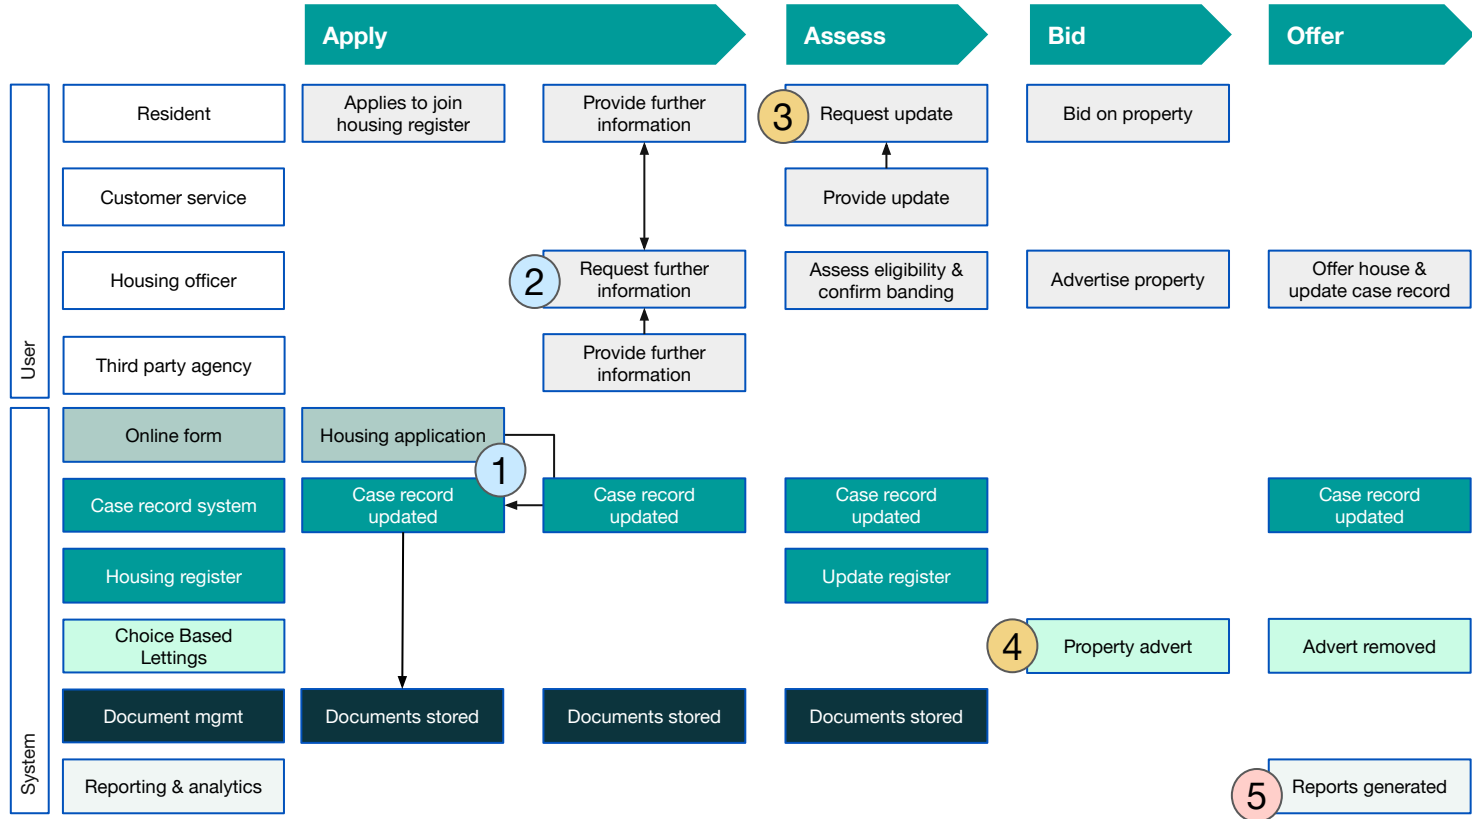 Apply
Assess
Bid
Offer
User
Resident
Applies to join
housing register
Provide further
information
3
Request update
Bid on property
Customer service
Provide update
Housing officer
2
Request further
information
Assess eligibility &
confirm banding
Advertise property
Offer house &
update case record
Third party agency
Provide further
information
System
Online form
Housing application
1
Case record system
Case record
updated
Case record
updated
Case record
updated
Case record
updated
Housing register
Update register
Choice Based
Lettings
4
Property advert
Advert removed
Document mgmt
Documents stored
Documents stored
Documents stored
Reporting & analytics
5
Reports generated